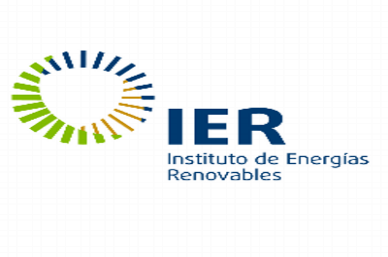 IER
Instituto de Energías
Renovables